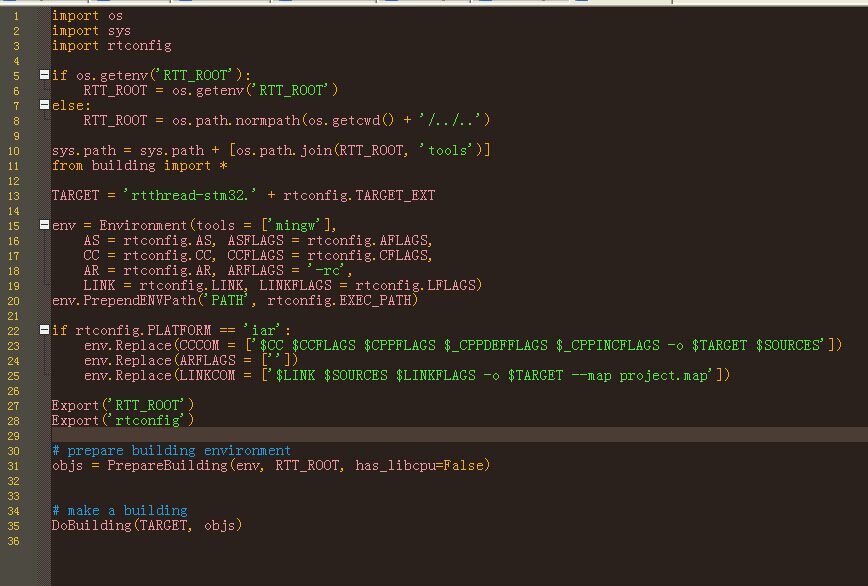 1 import os
2 import sys
3 import rtconfig
4
5 if os.getenv('RTT_ROOT'):
6 RTT_ROOT = os.getenv('RTT_ROOT')
7 else:
8 RTT_ROOT = os.path.normpath(os.getcwd() + '/../..')
9
10 sys.path = sys.path + [os.path.join(RTT_ROOT, 'tools')]
11 from building import *
12
13 TARGET = 'rtthread-stm32.' + rtconfig.TARGET_EXT
14
15 env = Environment(tools = ['mingw'],
16 AS = rtconfig.AS, ASFLAGS = rtconfig.AFLAGS,
17 CC = rtconfig.CC, CCFLAGS = rtconfig.CFLAGS,
18 AR = rtconfig.AR, ARFLAGS = '-rc',
19 LINK = rtconfig.LINK, LINKFLAGS = rtconfig.LFLAGS)
20 env.PrependENVPath('PATH', rtconfig.EXEC_PATH)
21
22 if rtconfig.PLATFORM == 'iar':
23 env.Replace(CCCOM = ['$CC $CCFLAGS $CPPFLAGS $_CPPDEFFLAGS $_CPPINCFLAGS -o $TARGET $SOURCES'])
24 env.Replace(ARFLAGS = [''])
25 env.Replace(LINKCOM = ['$LINK $SOURCES $LINKFLAGS -o $TARGET --map project.map'])
26
27 Export('RTT_ROOT')
28 Export('rtconfig')
29
30 # prepare building environment
31 objs = PrepareBuilding(env, RTT_ROOT, has_libcpu=False)
32
33
34 # make a building
35 DoBuilding(TARGET, objs)
36